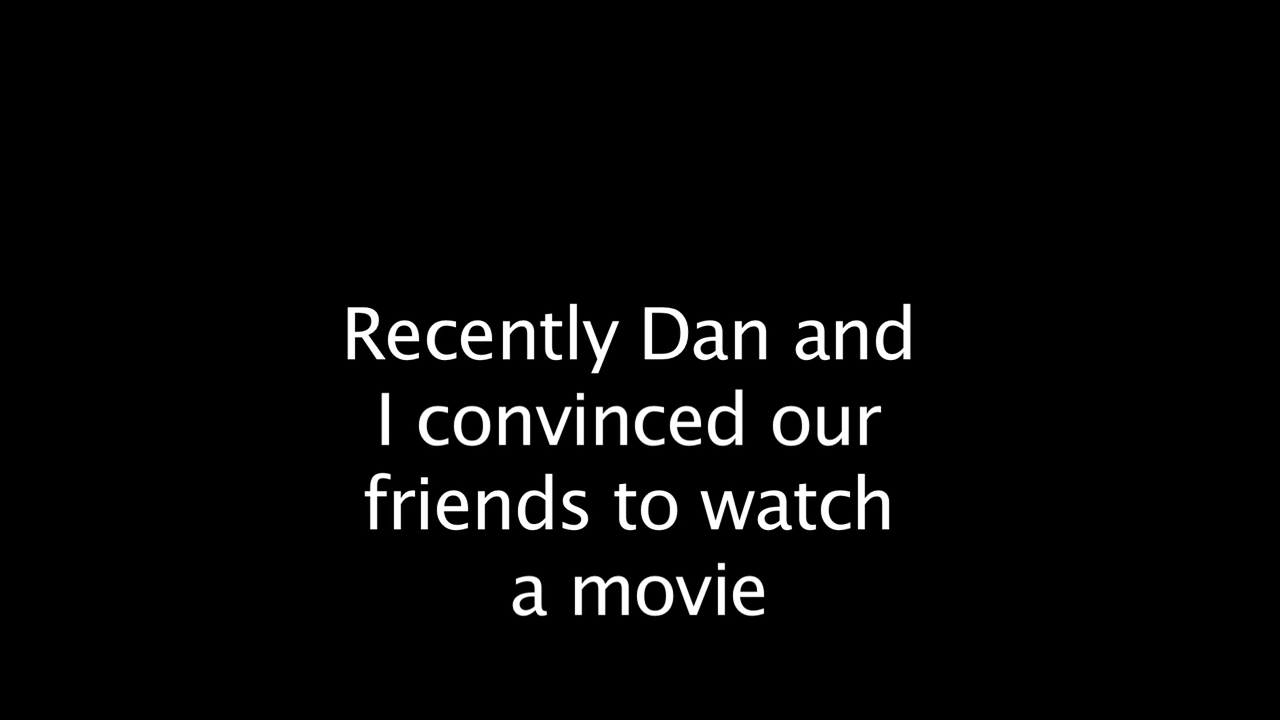 Recently Dan and
I convinced our
friends to watch
a movie